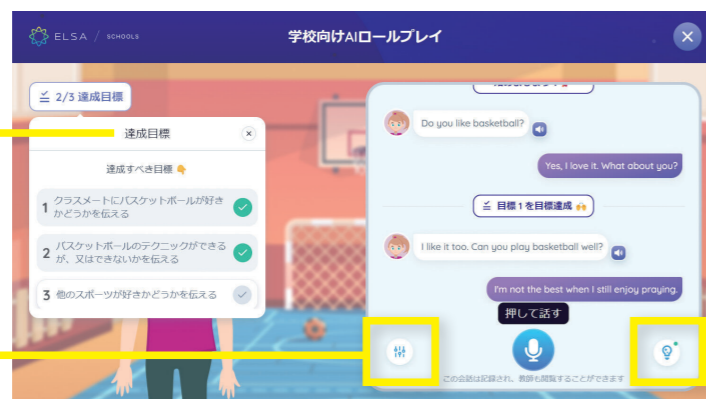 ELSA / SCHOOLS
学校向けAIロールプレイ
2/3 達成目標
達成目標
達成すべき目標
1 クラスメートにバスケットボールが好き
かどうかを伝える
2 バスケットボールのテクニックができる
が、又はできないかを伝える
3 他のスポーツが好きかどうかを伝える
Do you like basketball?
Yes, I love it. What about you?
目標 1 を目標達成
I like it too. Can you play basketball well?
I'm not the best when I still enjoy praying.
押して話す
この会話は記録され、教師も閲覧することができます